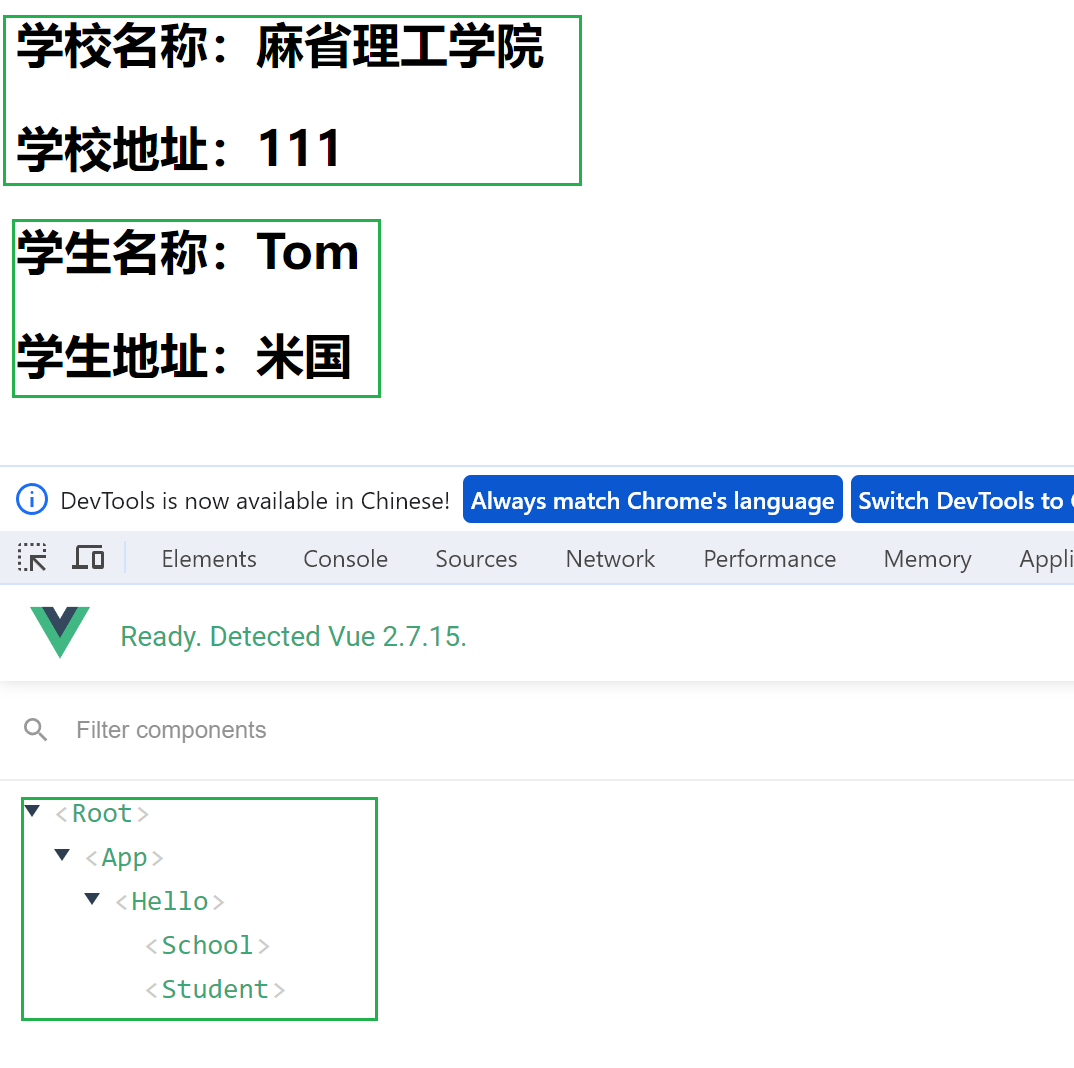 学校名称：麻省理工学院
学校地址：111
学生名称：Tom
学生地址：米国
DevTools is now available in Chinese! Always match Chrome's language Switch DevTools to
Elements Console Sources Network Performance Memory Appli
Ready. Detected Vue 2.7.15.
Filter components
<Root>
<App>
<Hello>
<School>
<Student>